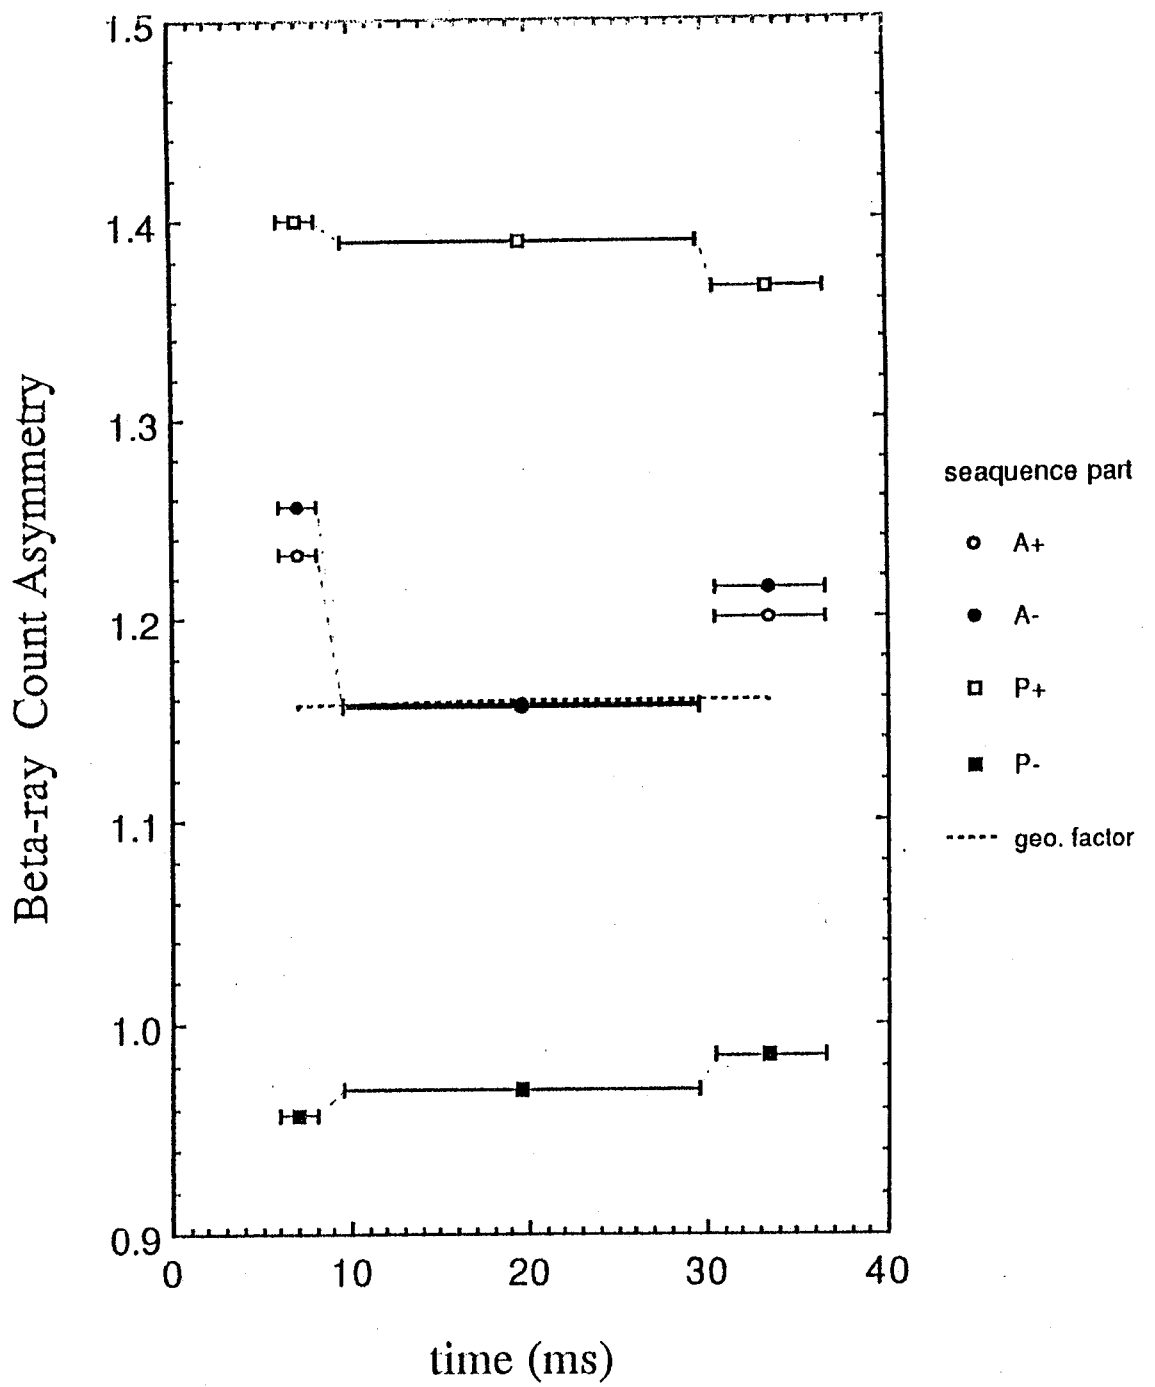 Beta-ray Count Asymmetry
1.5
1.4
1.3
1.2
1.1
1.0
0.9
0
10
20
30
40
time (ms)
seaquence part
A+
A-
P+
P-
geo. factor